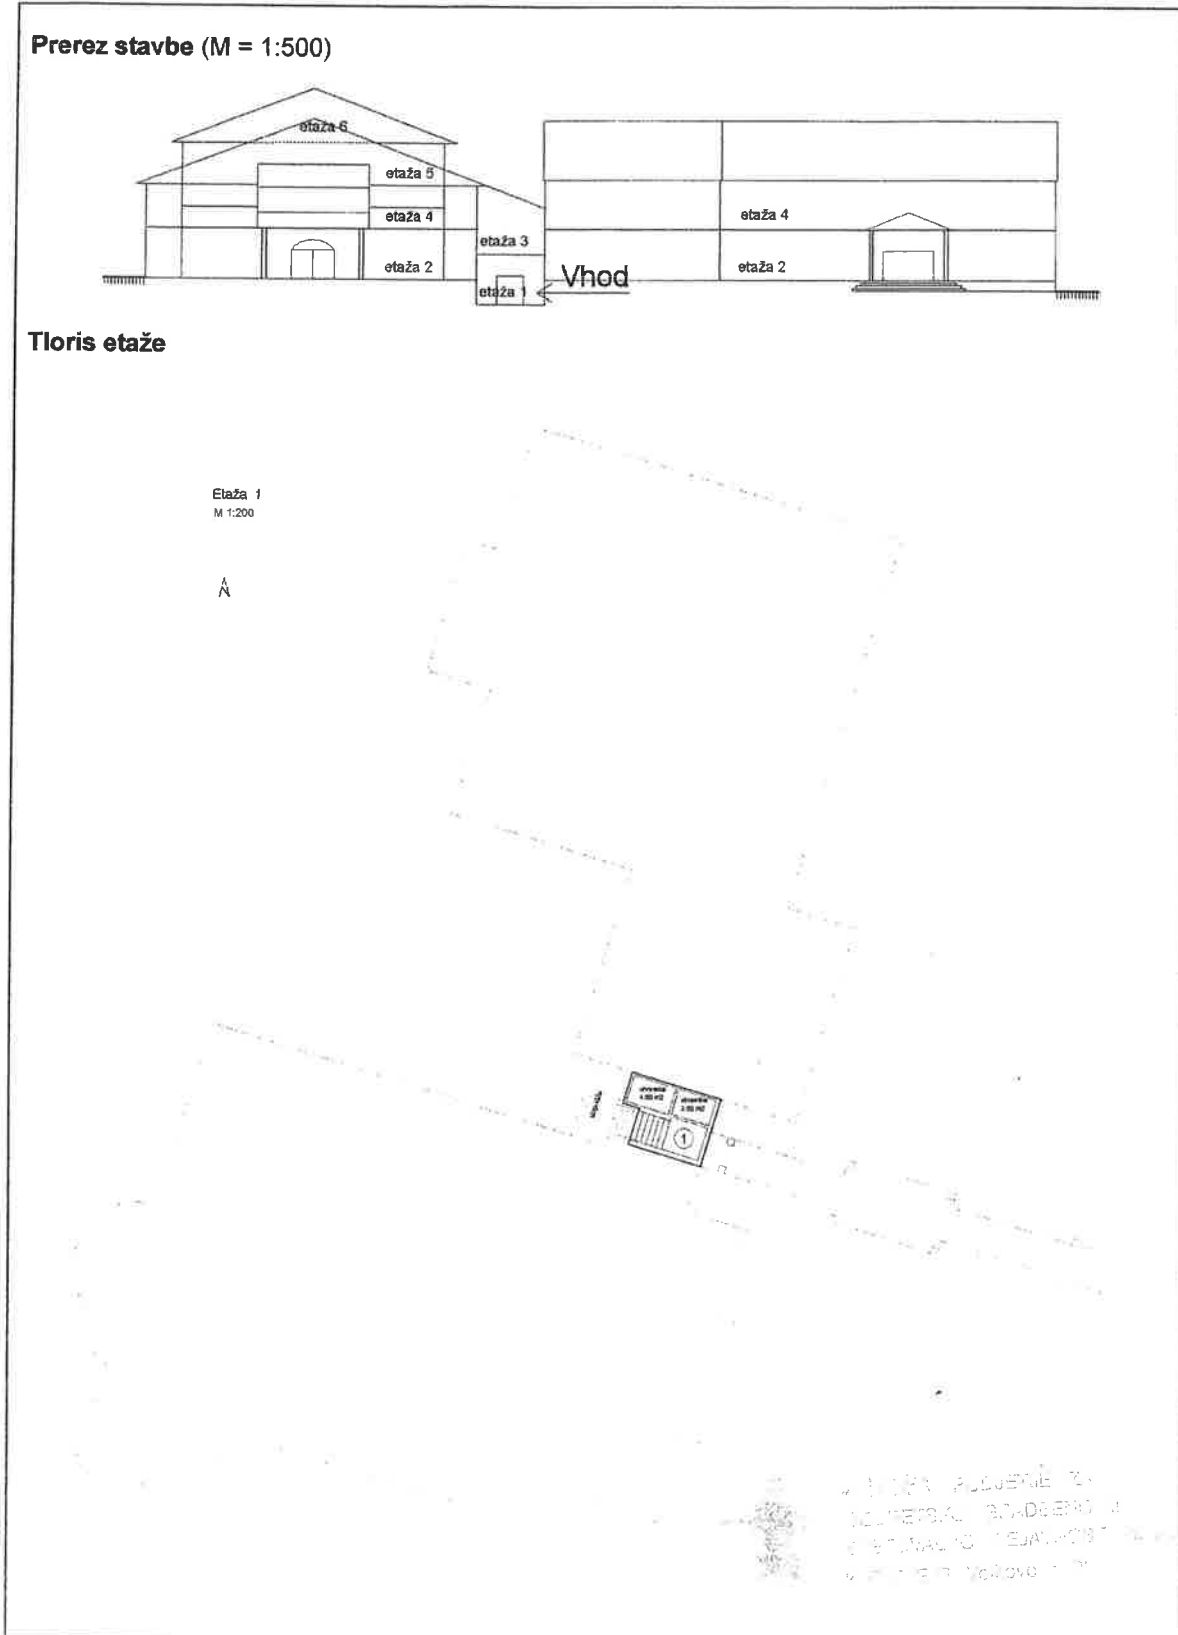 Prerez stavbe (M = 1:500)
etaža 6
etaža 5
etaža 4
etaža 4
etaža 3
etaža 2
etaža 2
etaža 1
Vhod
Tloris etaže
Etaža 1
M 1:200
N
1